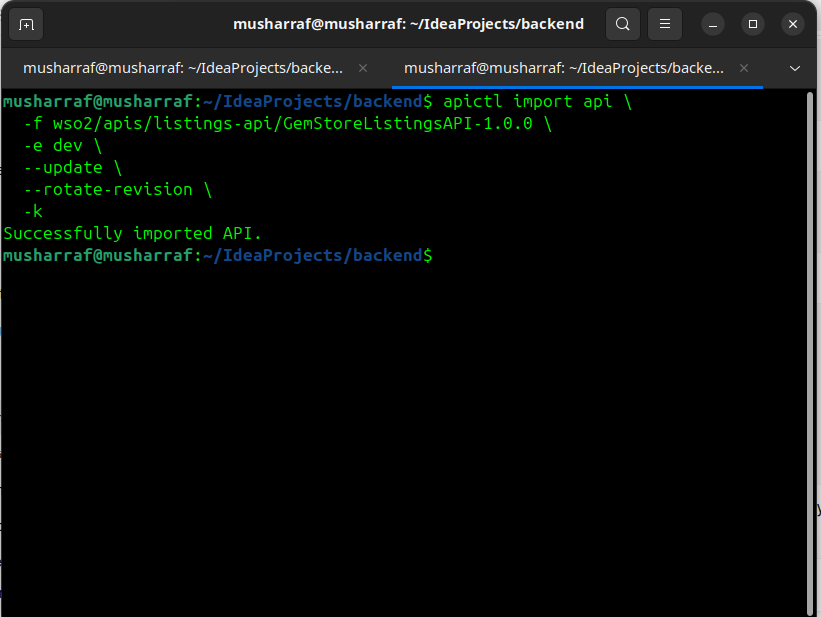 musharraf@musharraf: ~/IdeaProjects/backend
musharraf@musharraf: ~/IdeaProjects/backe...
musharraf@musharraf: ~/IdeaProjects/backe...
musharraf@musharraf:~/IdeaProjects/backend$ apictl import api \
  -f wso2/apis/listings-api/GemStoreListingsAPI-1.0.0 \
  -e dev \
  --update \
  --rotate-revision \
  -k
Successfully imported API.
musharraf@musharraf:~/IdeaProjects/backend$